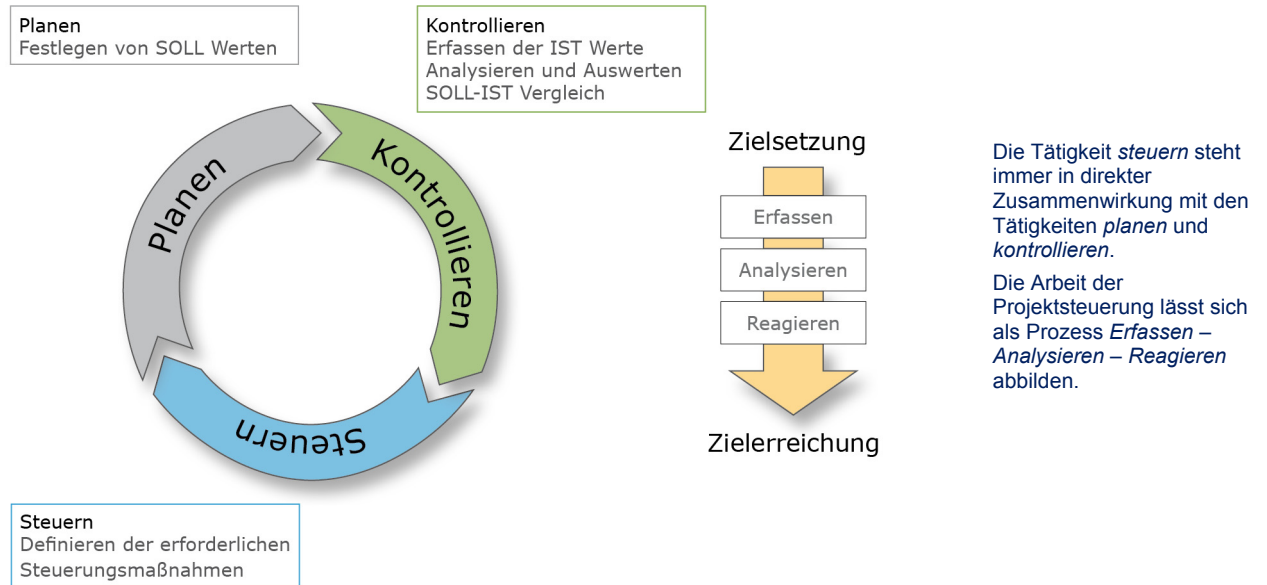 Planen
Festlegen von SOLL Werten
Kontrollieren
Erfassen der IST Werte
Analysieren und Auswerten
SOLL-IST Vergleich
Planen
Kontrollieren
Steuern
Steuern
Definieren der erforderlichen
Steuerungsmaßnahmen
Zielsetzung
Erfassen
Analysieren
Reagieren
Zielerreichung
Die Tätigkeit steuern steht
immer in direkter
Zusammenwirkung mit den
Tätigkeiten planen und
kontrollieren.
Die Arbeit der
Projektsteuerung lässt sich
als Prozess Erfassen –
Analysieren – Reagieren
abbilden.